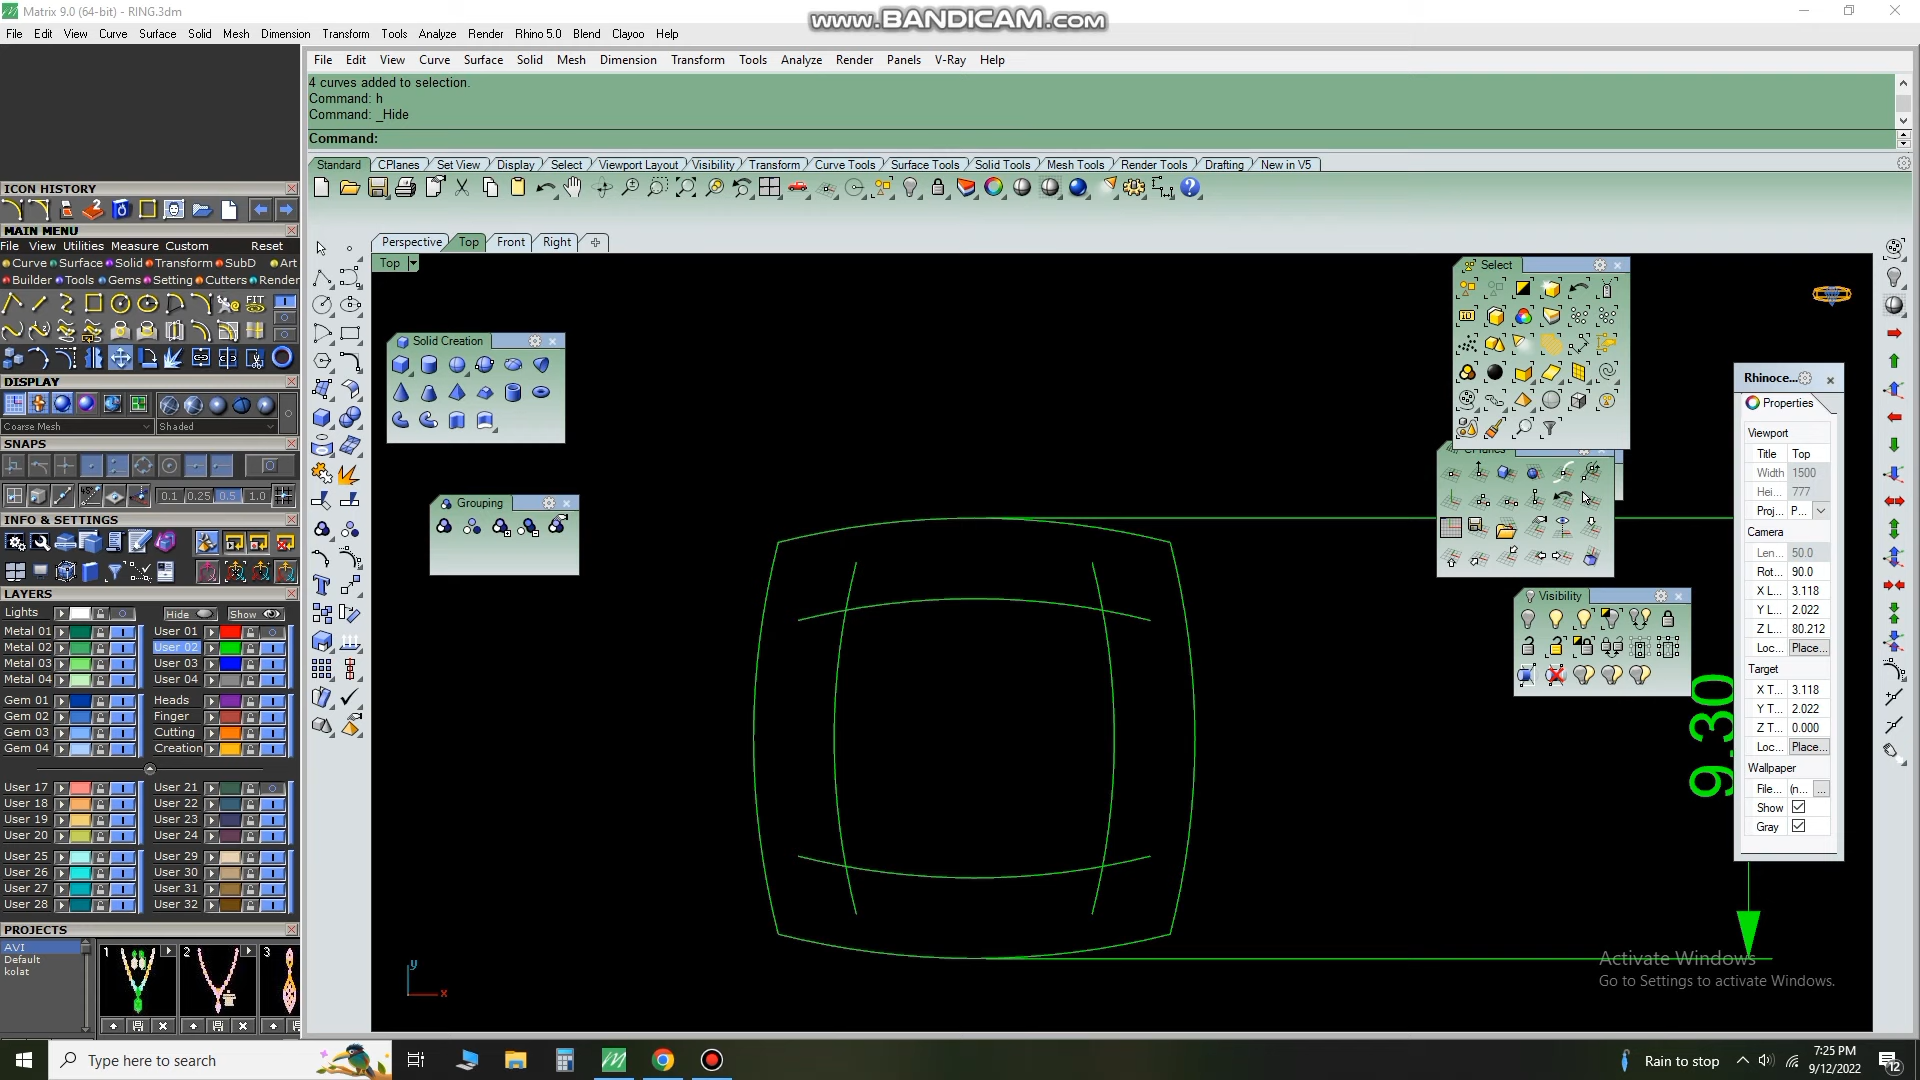 Matrix 9.0 (64-bit) - RING.3dm
www.BANDICAM.com
File Edit View Curve Surface Solid Mesh Dimension Transform Tools Analyze Render Rhino 5.0 Blend Clayoo Help
File Edit View Curve Surface Solid Mesh Dimension Transform Tools Analyze Render Panels V-Ray Help
4 curves added to selection.
Command: h
Command: _Hide
Command:
Standard CPlanes Set View Display Select Viewport Layout Visibility Transform Curve Tools Surface Tools Solid Tools Mesh Tools Render Tools Drafting New in V5
ICON HISTORY
MAIN MENU
File View Utilities Measure Custom Reset
Curve Surface Solid Transform SubD Art
Builder Tools Gems Setting Cutters Render
FIT
DISPLAY
Coarse Mesh Shaded
SNAPS
0.1 0.25 0.5 1.0
INFO & SETTINGS
LAYERS
Lights Hide Show
Metal 01 User 01
Metal 02 User 02
Metal 03 User 03
Metal 04 User 04
Gem 01 Heads
Gem 02 Finger
Gem 03 Cutting
Gem 04 Creation
User 17 User 21
User 18 User 22
User 19 User 23
User 20 User 24
User 25 User 29
User 26 User 30
User 27 User 31
User 28 User 32
PROJECTS
AVI
Default
kolat
1 2 3
Perspective Top Front Right
Top
Solid Creation
Grouping
Select
CPlanes
Visibility
9.30
Rhinoce...
Properties
Viewport
Title Top
Width 1500
Hei... 777
Proj... P...
Camera
Len... 50.0
Rot... 90.0
X L... 3.118
Y L... 2.022
Z L... 80.212
Loc... Place...
Target
X T... 3.118
Y T... 2.022
Z T... 0.000
Loc... Place...
Wallpaper
File... (n... ...
Show
Gray
y
x
Activate Windows
Go to Settings to activate Windows.
Type here to search
Rain to stop
7:25 PM
9/12/2022
12